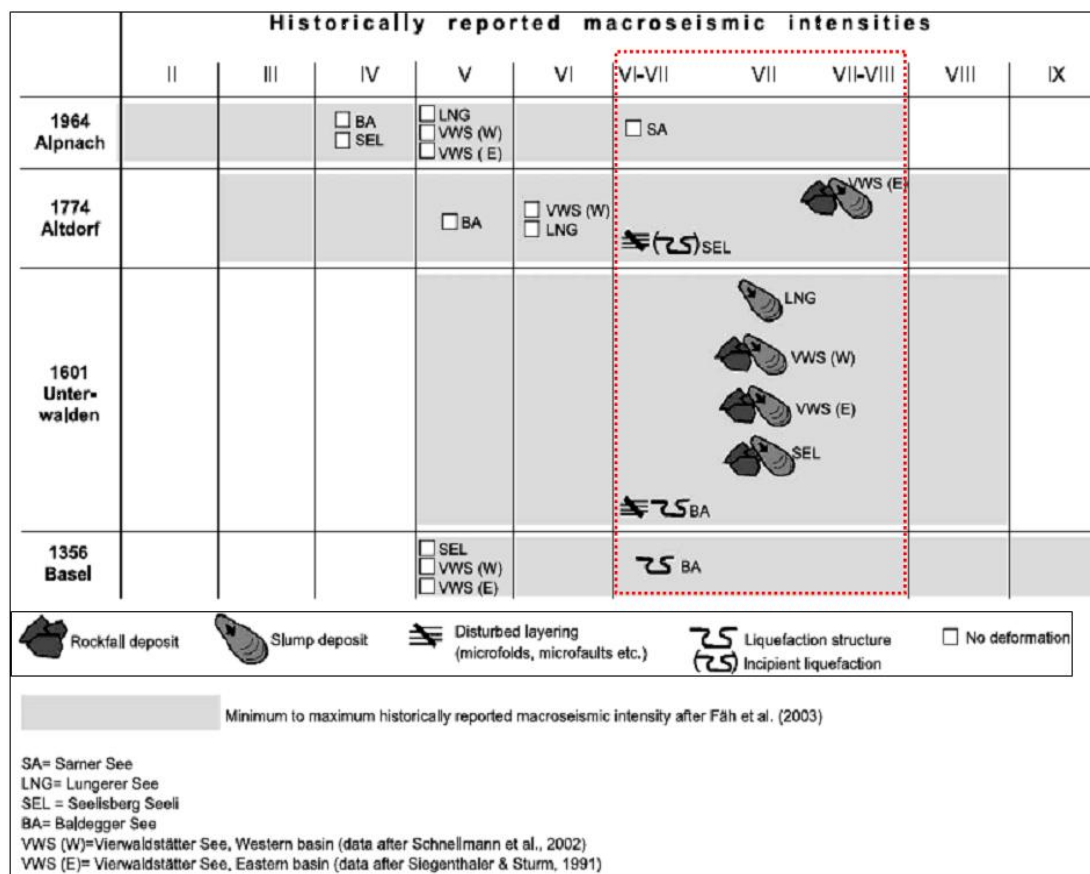 Historically reported macroseismic intensities
II III IV V VI VI-VII VII VII-VIII VIII IX
1964
Alpnach
BA
SEL
LNG
VWS (W)
VWS ( E)
SA
1774
Altdorf
BA
VWS (W)
LNG
SEL
VWS (E)
1601
Unter-
walden
LNG
VWS (W)
VWS (E)
SEL
BA
1356
Basel
SEL
VWS (W)
VWS (E)
BA
Rockfall deposit
Slump deposit
Disturbed layering
(microfolds, microfaults etc.)
Liquefaction structure
Incipient liquefaction
No deformation
Minimum to maximum historically reported macroseismic intensity after Fäh et al. (2003)
SA= Sarner See
LNG= Lungerer See
SEL = Seelisberg Seeli
BA= Baldegger See
VWS (W)=Vierwaldstätter See, Western basin (data after Schnellmann et al., 2002)
VWS (E)= Vierwaldstätter See, Eastern basin (data after Siegenthaler & Sturm, 1991)